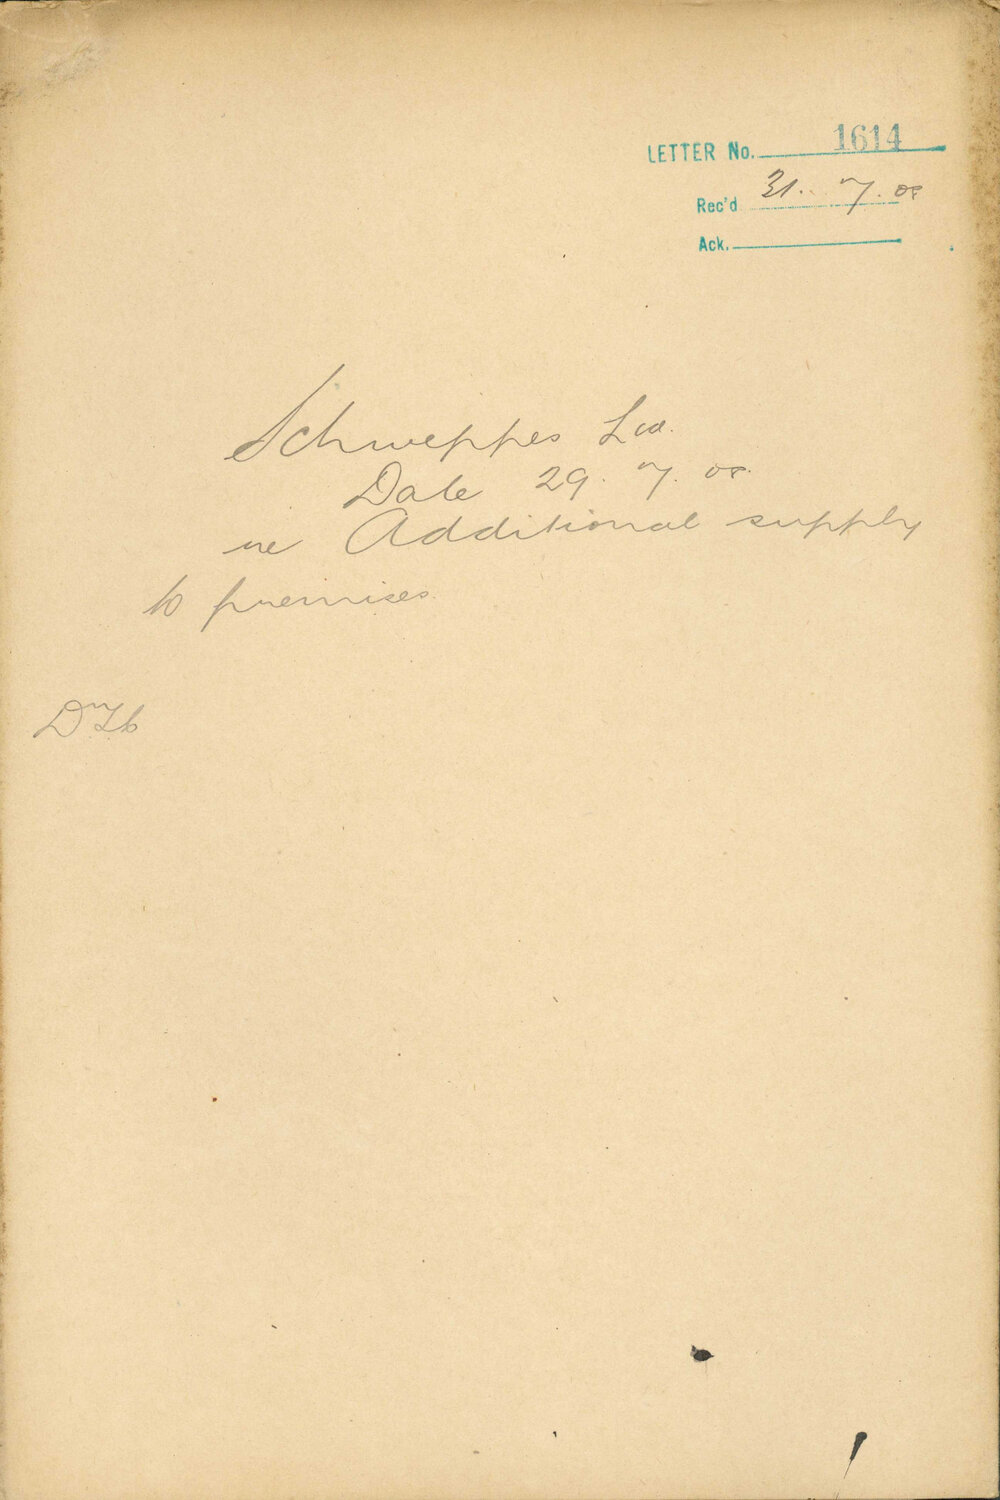 LETTER No. 1614
Rec'd 31. 7. 08
Ack.
Schweppes Ltd.
Date 29. 7. 08.
re Additional supply
to premises.